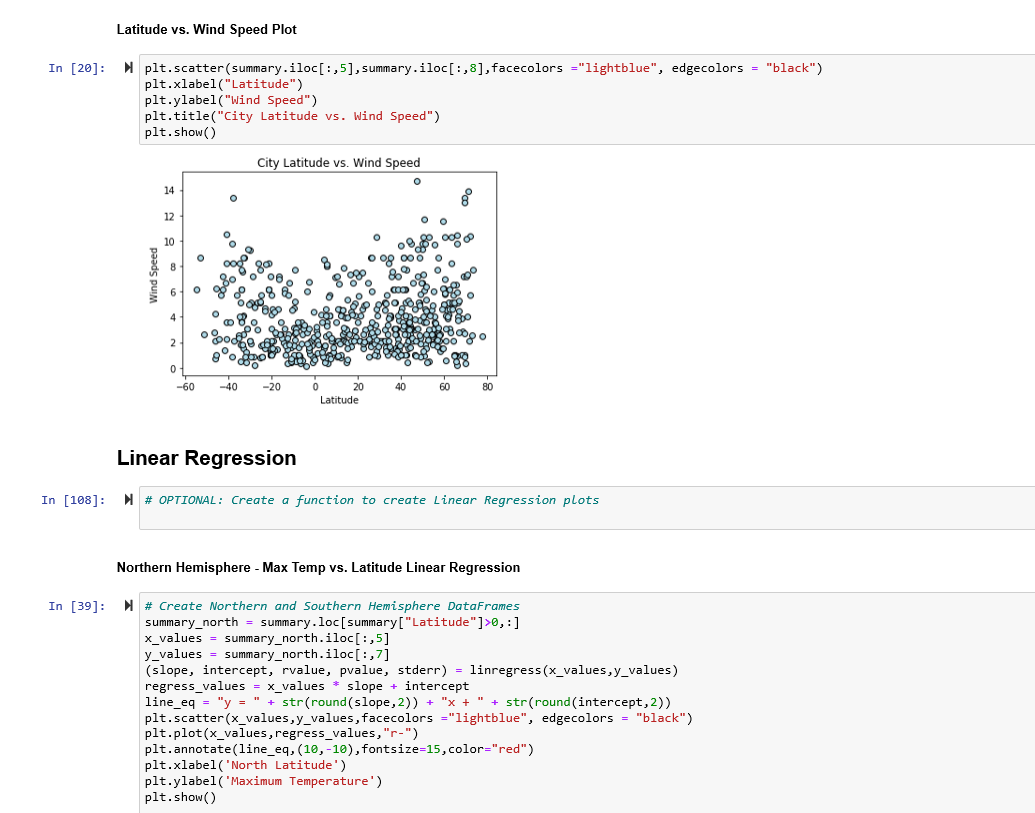 Latitude vs. Wind Speed Plot
In [20]:
plt.scatter(summary.iloc[:,5],summary.iloc[:,8],facecolors ="lightblue", edgecolors = "black")
plt.xlabel("Latitude")
plt.ylabel("Wind Speed")
plt.title("City Latitude vs. Wind Speed")
plt.show()
City Latitude vs. Wind Speed
Wind Speed
14
12
10
8
6
4
2
0
−60 −40 −20 0 20 40 60 80
Latitude
Linear Regression
In [108]:
# OPTIONAL: Create a function to create Linear Regression plots
Northern Hemisphere - Max Temp vs. Latitude Linear Regression
In [39]:
# Create Northern and Southern Hemisphere DataFrames
summary_north = summary.loc[summary["Latitude"]>0,:]
x_values = summary_north.iloc[:,5]
y_values = summary_north.iloc[:,7]
(slope, intercept, rvalue, pvalue, stderr) = linregress(x_values,y_values)
regress_values = x_values * slope + intercept
line_eq = "y = " + str(round(slope,2)) + "x + " + str(round(intercept,2))
plt.scatter(x_values,y_values,facecolors ="lightblue", edgecolors = "black")
plt.plot(x_values,regress_values,"r-")
plt.annotate(line_eq,(10,-10),fontsize=15,color="red")
plt.xlabel('North Latitude')
plt.ylabel('Maximum Temperature')
plt.show()